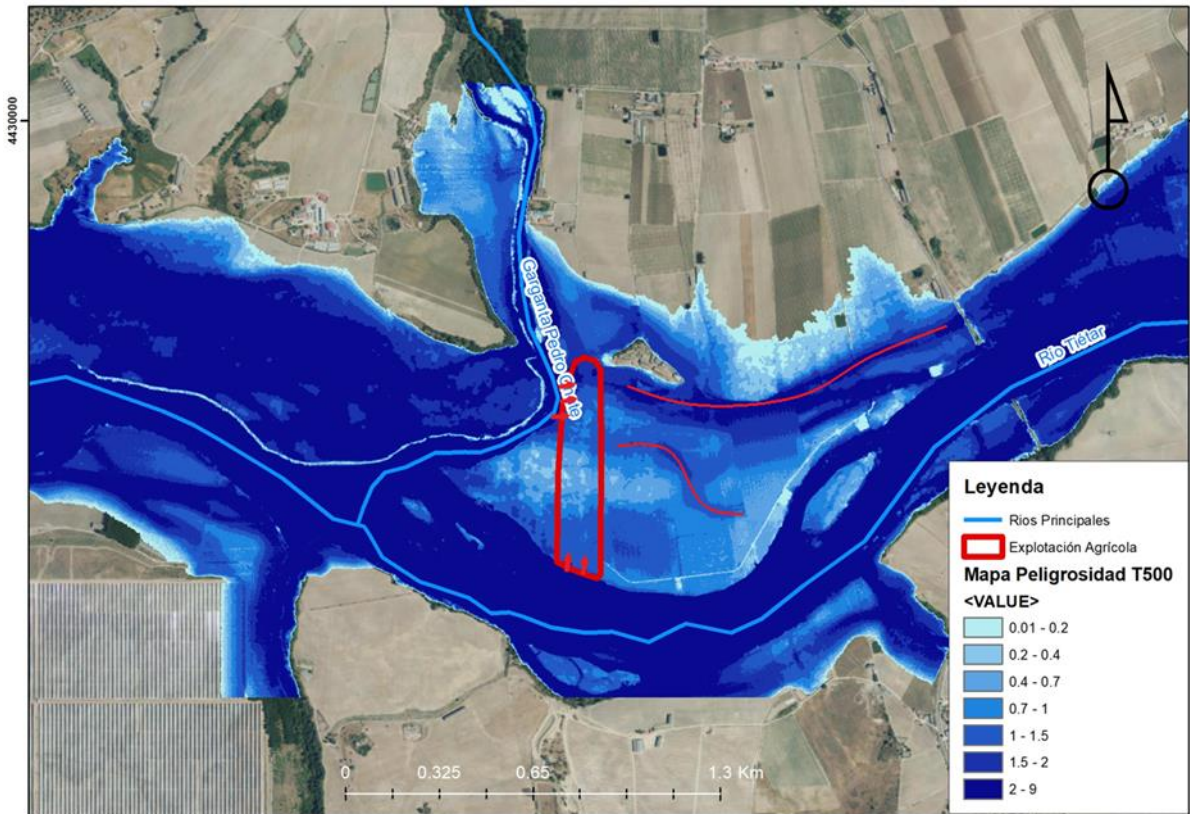 4430000
Garganta Pedro Chate
Río Tiétar
Leyenda
Rios Principales
Explotación Agrícola
Mapa Peligrosidad T500
<VALUE>
0.01 - 0.2
0.2 - 0.4
0.4 - 0.7
0.7 - 1
1 - 1.5
1.5 - 2
2 - 9
0 0.325 0.65 1.3 Km